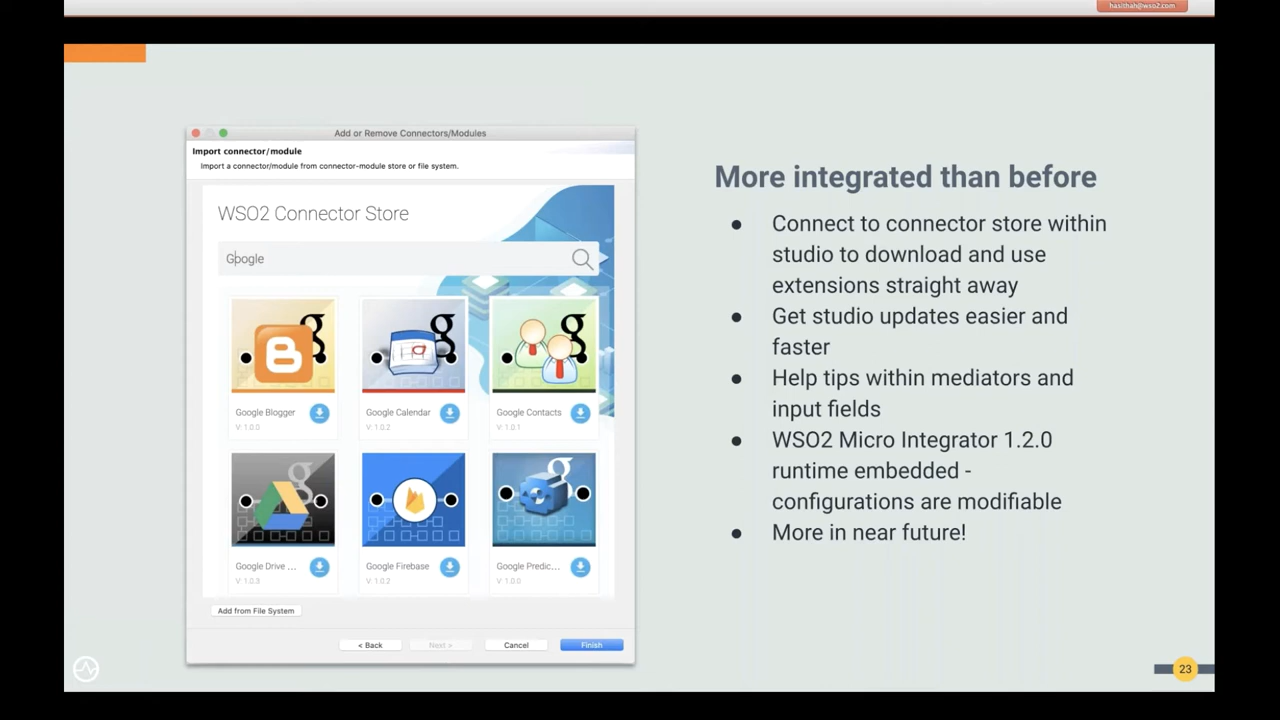 hasithah@wso2.com
Add or Remove Connectors/Modules
Import connector/module
Import a connector/module from connector-module store or file system.
WSO2 Connector Store
Google
Google Blogger
V: 1.0.0
Google Calendar
V: 1.0.2
Google Contacts
V: 1.0.1
Google Drive ...
V: 1.0.3
Google Firebase
V: 1.0.2
Google Predic...
V: 1.0.0
Add from File System
< Back
Next >
Cancel
Finish
More integrated than before
● Connect to connector store within
studio to download and use
extensions straight away
● Get studio updates easier and
faster
● Help tips within mediators and
input fields
● WSO2 Micro Integrator 1.2.0
runtime embedded -
configurations are modifiable
● More in near future!
23